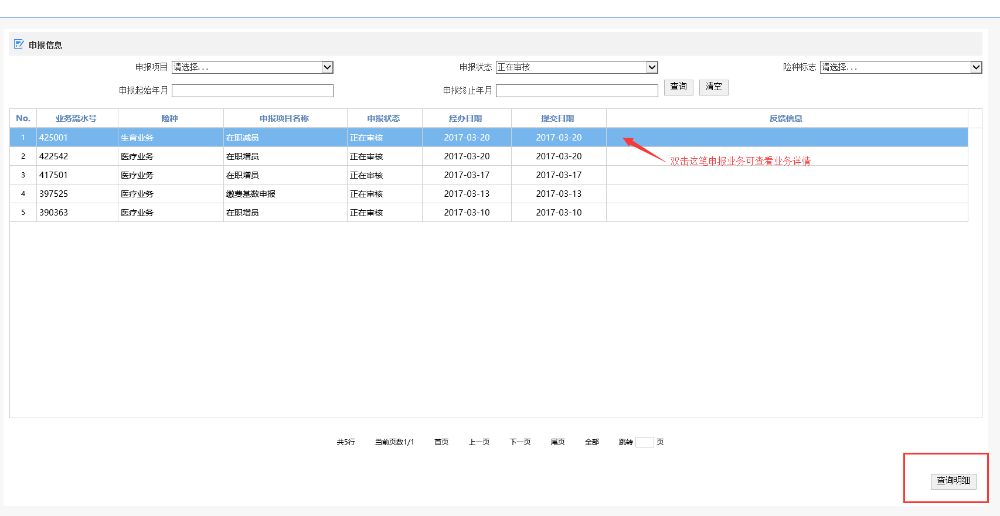 申报信息
申报项目 请选择... 申报状态 正在审核 险种标志 请选择...
申报起始年月 申报终止年月 查询 清空
No. 业务流水号 险种 申报项目名称 申报状态 经办日期 提交日期 反馈信息
1 425001 生育业务 在职减员 正在审核 2017-03-20 2017-03-20
2 422542 医疗业务 在职增员 正在审核 2017-03-20 2017-03-20
双击这笔申报业务可查看业务详情
3 417501 医疗业务 在职增员 正在审核 2017-03-17 2017-03-17
4 397525 医疗业务 缴费基数申报 正在审核 2017-03-13 2017-03-13
5 390363 医疗业务 在职增员 正在审核 2017-03-10 2017-03-10
共5行 当前页数1/1 首页 上一页 下一页 尾页 全部 跳转 页
查询明细